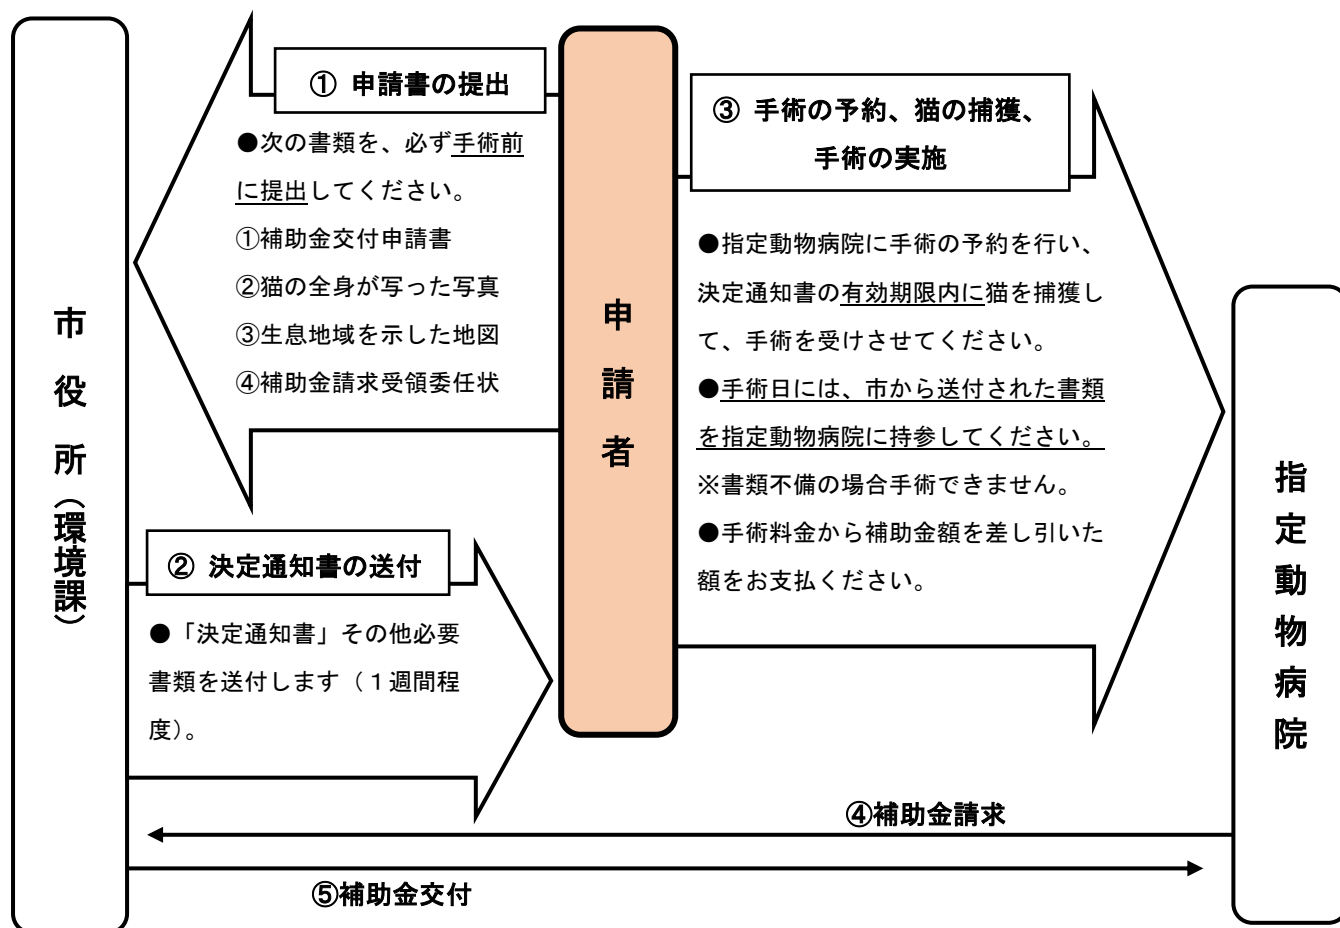 市役所（環境課）
① 申請書の提出
●次の書類を、必ず手術前
に提出してください。
①補助金交付申請書
②猫の全身が写った写真
③生息地域を示した地図
④補助金請求受領委任状
② 決定通知書の送付
●「決定通知書」その他必要
書類を送付します（１週間程
度）。
申請者
③ 手術の予約、猫の捕獲、
手術の実施
●指定動物病院に手術の予約を行い、
決定通知書の有効期限内に猫を捕獲し
て、手術を受けさせてください。
●手術日には、市から送付された書類
を指定動物病院に持参してください。
※書類不備の場合手術できません。
●手術料金から補助金額を差し引いた
額をお支払ください。
指定動物病院
④補助金請求
⑤補助金交付